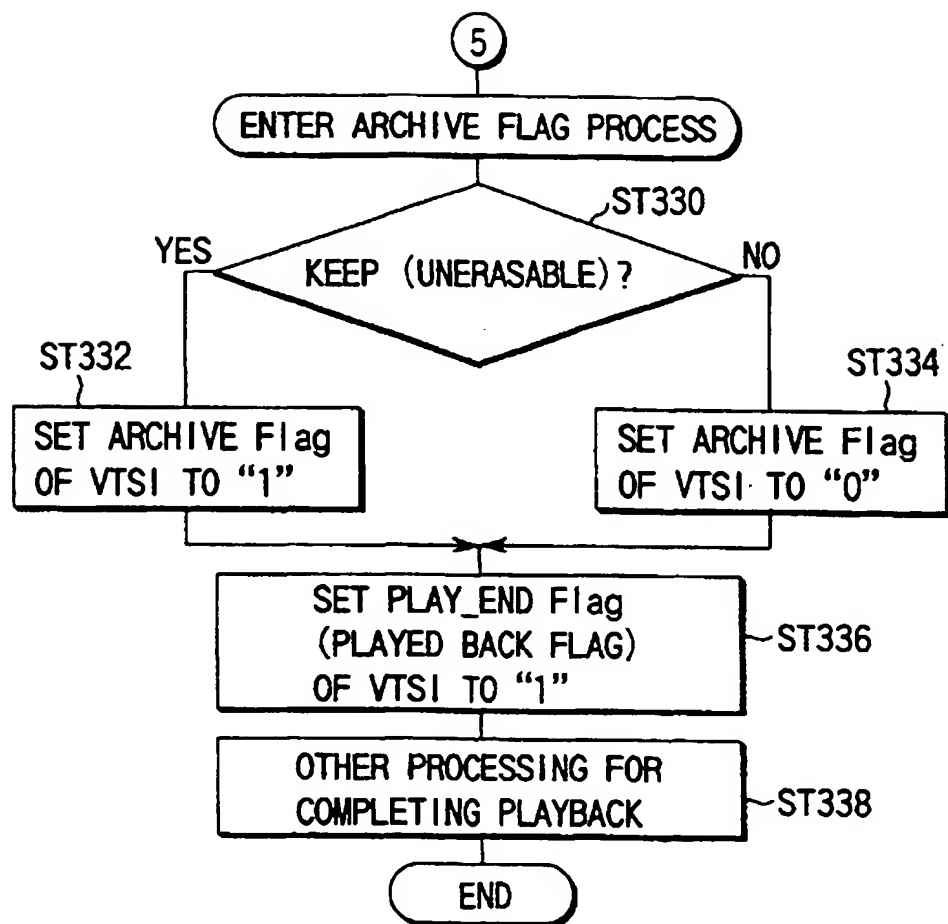 5
ENTER ARCHIVE FLAG PROCESS
ST330
YES
KEEP (UNERASABLE)?
NO
ST332
ST334
SET ARCHIVE Flag
OF VTSI TO “1”
SET ARCHIVE Flag
OF VTSI TO “0”
SET PLAY_END Flag
(PLAYED BACK FLAG)
OF VTSI TO “1”
ST336
OTHER PROCESSING FOR
COMPLETING PLAYBACK
ST338
END